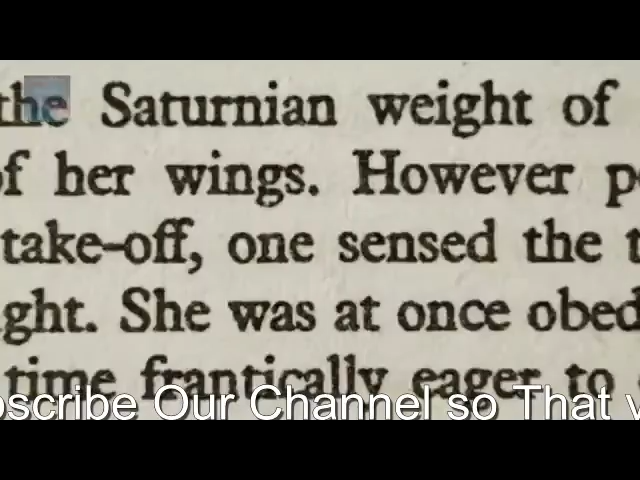 the Saturnian weight of
of her wings. However
take-off, one sensed the
ght. She was at once obed
time frantically eager to
bscribe Our Channel so That